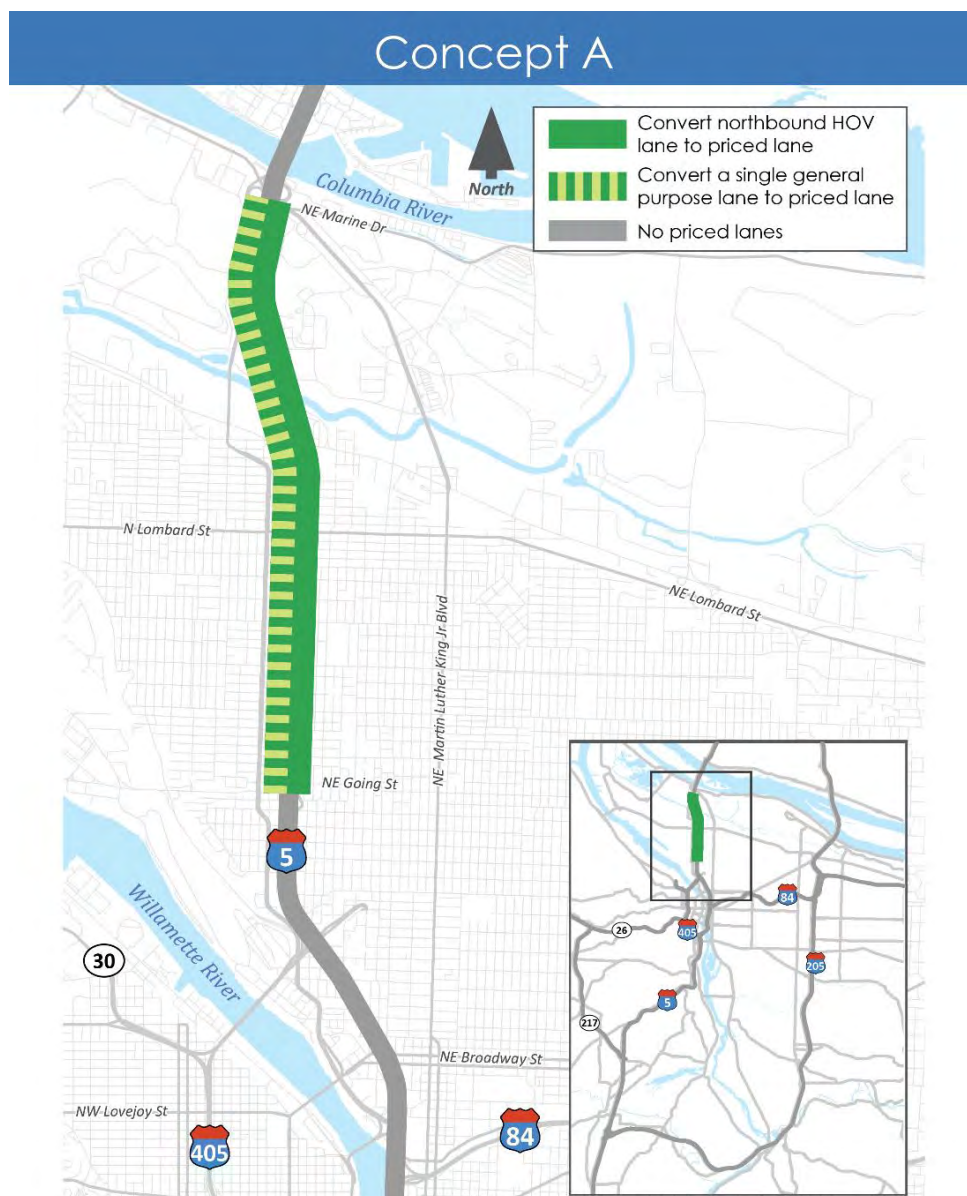 Concept A
Convert northbound HOV
lane to priced lane
Convert a single general
purpose lane to priced lane
No priced lanes
North
Columbia River
NE Marine Dr
N Lombard St
NE Lombard St
NE Martin Luther King Jr Blvd
NE Going St
5
Willamette River
30
NE Broadway St
NW Lovejoy St
405
84
84
26
405
205
5
217